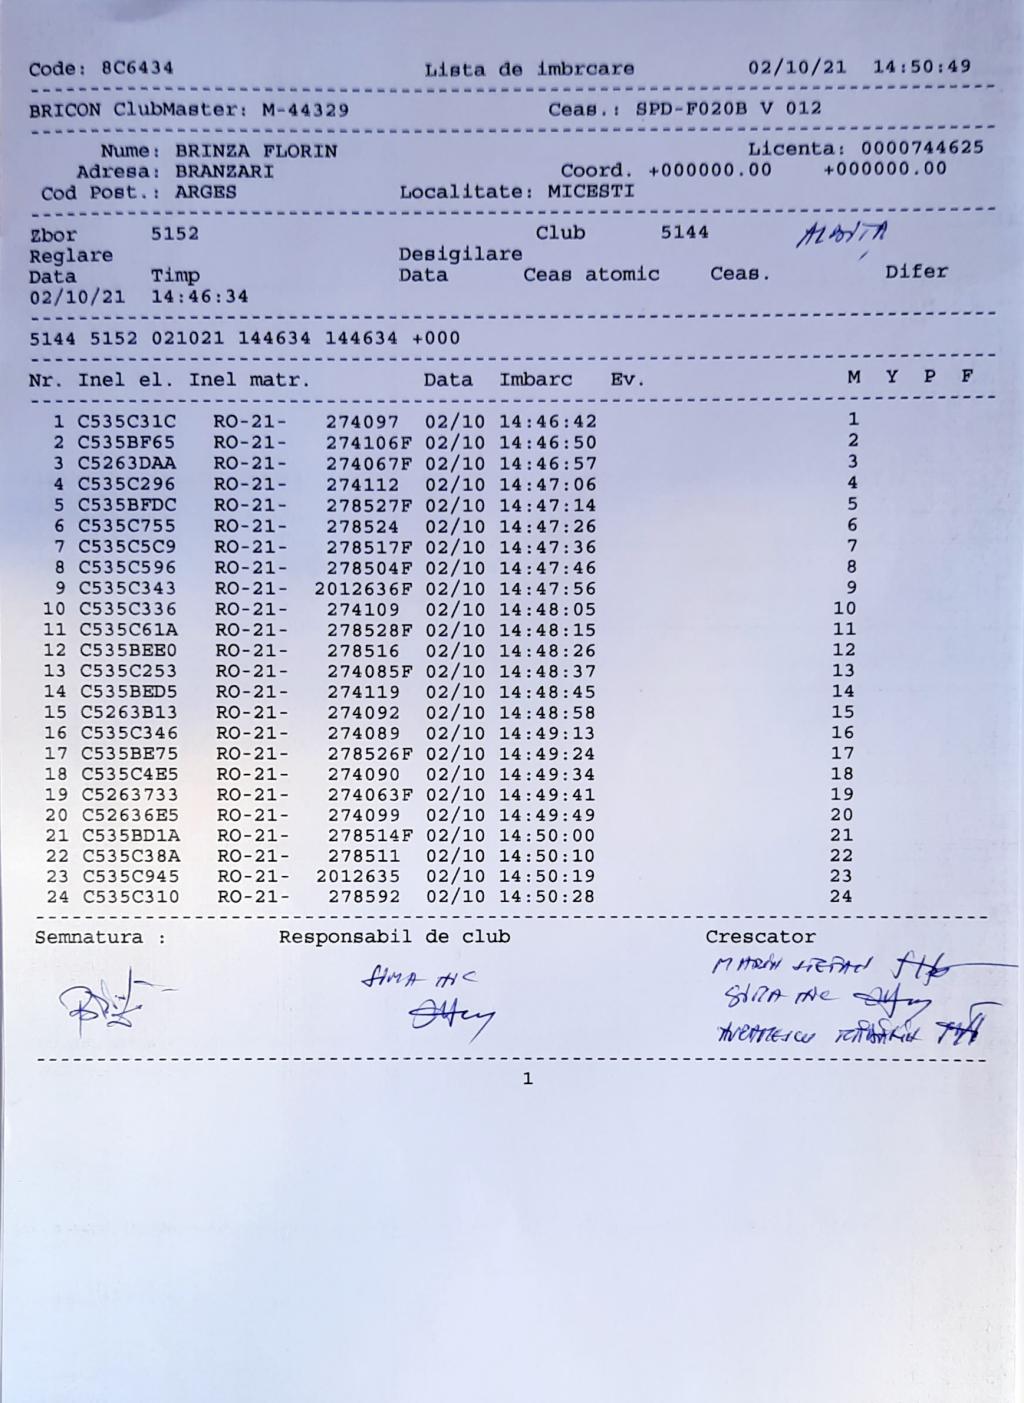 Code: 8C6434 Lista de imbrcare 02/10/21 14:50:49
BRICON ClubMaster: M-44329 Ceas.: SPD-F020B V 012
Nume: BRINZA FLORIN Licenta: 0000744625
Adresa: BRANZARI Coord. +000000.00 +000000.00
Cod Post.: ARGES Localitate: MICESTI
Zbor 5152 Club 5144 ALBITA
Reglare Desigilare
Data Timp Data Ceas atomic Ceas. Difer
02/10/21 14:46:34
5144 5152 021021 144634 144634 +000
Nr. Inel el. Inel matr. Data Imbarc Ev. M Y P F
1 C535C31C RO-21- 274097 02/10 14:46:42 1
2 C535BF65 RO-21- 274106F 02/10 14:46:50 2
3 C5263DAA RO-21- 274067F 02/10 14:46:57 3
4 C535C296 RO-21- 274112 02/10 14:47:06 4
5 C535BFDC RO-21- 278527F 02/10 14:47:14 5
6 C535C755 RO-21- 278524 02/10 14:47:26 6
7 C535C5C9 RO-21- 278517F 02/10 14:47:36 7
8 C535C596 RO-21- 278504F 02/10 14:47:46 8
9 C535C343 RO-21- 2012636F 02/10 14:47:56 9
10 C535C336 RO-21- 274109 02/10 14:48:05 10
11 C535C61A RO-21- 278528F 02/10 14:48:15 11
12 C535BEE0 RO-21- 278516 02/10 14:48:26 12
13 C535C253 RO-21- 274085F 02/10 14:48:37 13
14 C535BED5 RO-21- 274119 02/10 14:48:45 14
15 C5263B13 RO-21- 274092 02/10 14:48:58 15
16 C535C346 RO-21- 274089 02/10 14:49:13 16
17 C535BE75 RO-21- 278526F 02/10 14:49:24 17
18 C535C4E5 RO-21- 274090 02/10 14:49:34 18
19 C5263733 RO-21- 274063F 02/10 14:49:41 19
20 C52636E5 RO-21- 274099 02/10 14:49:49 20
21 C535BD1A RO-21- 278514F 02/10 14:50:00 21
22 C535C38A RO-21- 278511 02/10 14:50:10 22
23 C535C945 RO-21- 2012635 02/10 14:50:19 23
24 C535C310 RO-21- 278592 02/10 14:50:28 24
Semnatura : Responsabil de club Crescator
MARIN STEFAN
SIMA NIC
1